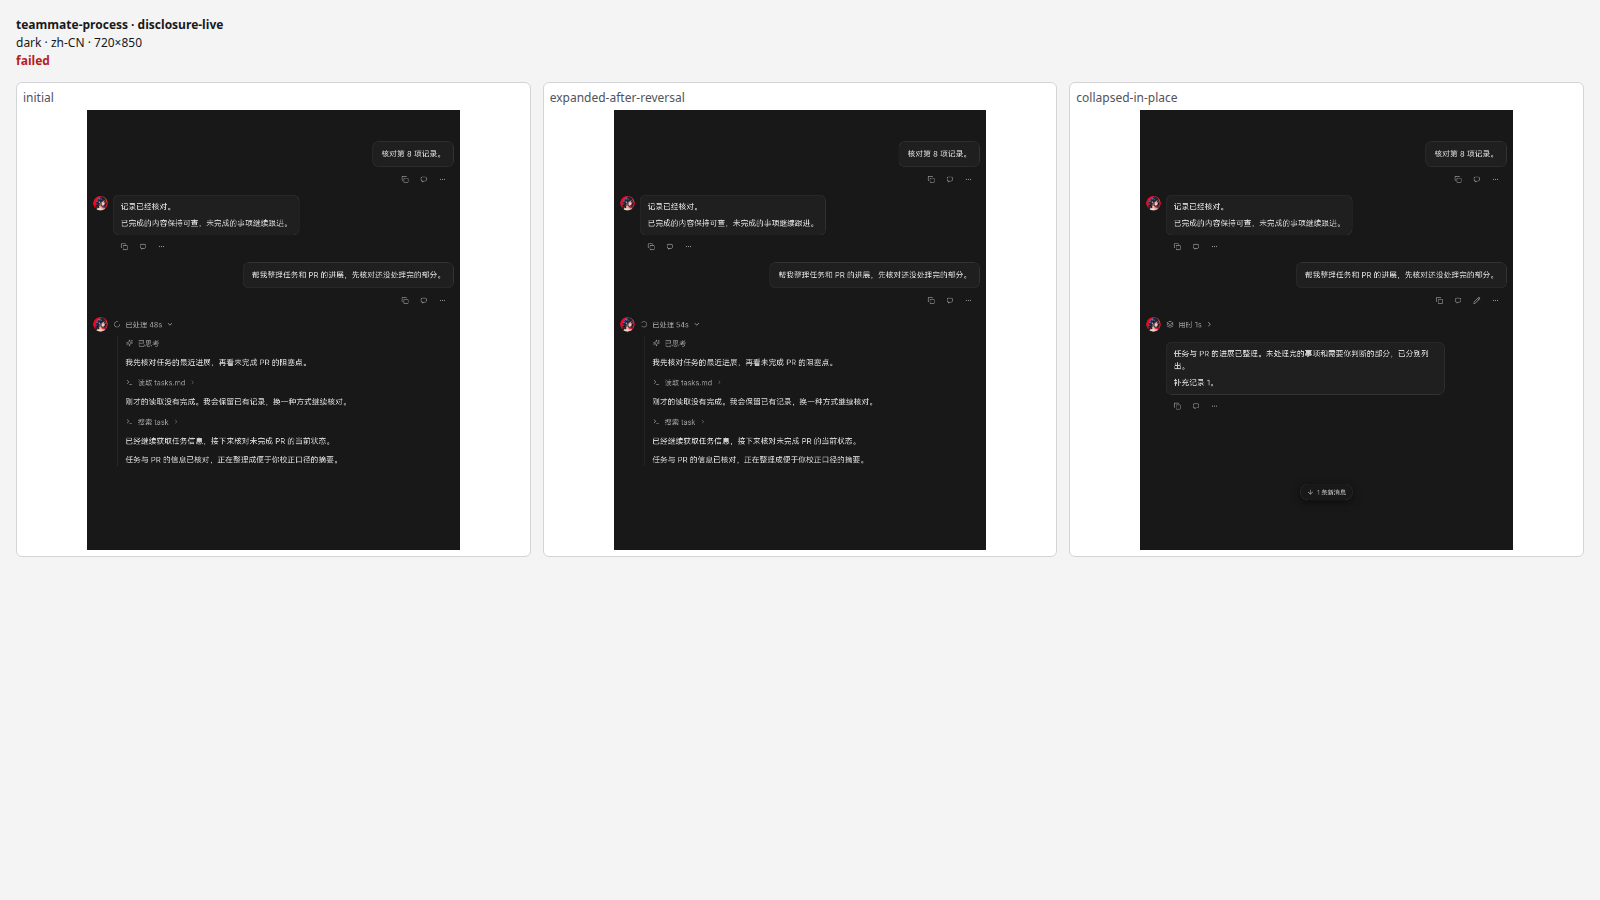 teammate-process · disclosure-live
dark · zh-CN · 720×850
failed
initial
核对第 8 项记录。
记录已经核对。
已完成的内容保持可查，未完成的事项继续跟进。
帮我整理任务和 PR 的进展，先核对还没处理完的部分。
已处理 48s
已思考
我先核对任务的最近进展，再看未完成 PR 的阻塞点。
读取 tasks.md
刚才的读取没有完成。我会保留已有记录，换一种方式继续核对。
搜索 task
已经继续获取任务信息，接下来核对未完成 PR 的当前状态。
任务与 PR 的信息已核对，正在整理成便于你校正口径的摘要。
expanded-after-reversal
核对第 8 项记录。
记录已经核对。
已完成的内容保持可查，未完成的事项继续跟进。
帮我整理任务和 PR 的进展，先核对还没处理完的部分。
已处理 54s
已思考
我先核对任务的最近进展，再看未完成 PR 的阻塞点。
读取 tasks.md
刚才的读取没有完成。我会保留已有记录，换一种方式继续核对。
搜索 task
已经继续获取任务信息，接下来核对未完成 PR 的当前状态。
任务与 PR 的信息已核对，正在整理成便于你校正口径的摘要。
collapsed-in-place
核对第 8 项记录。
记录已经核对。
已完成的内容保持可查，未完成的事项继续跟进。
帮我整理任务和 PR 的进展，先核对还没处理完的部分。
用时 1s
任务与 PR 的进展已整理。未处理完的事项和需要你判断的部分，已分别列
出。
补充记录 1。
1 条新消息